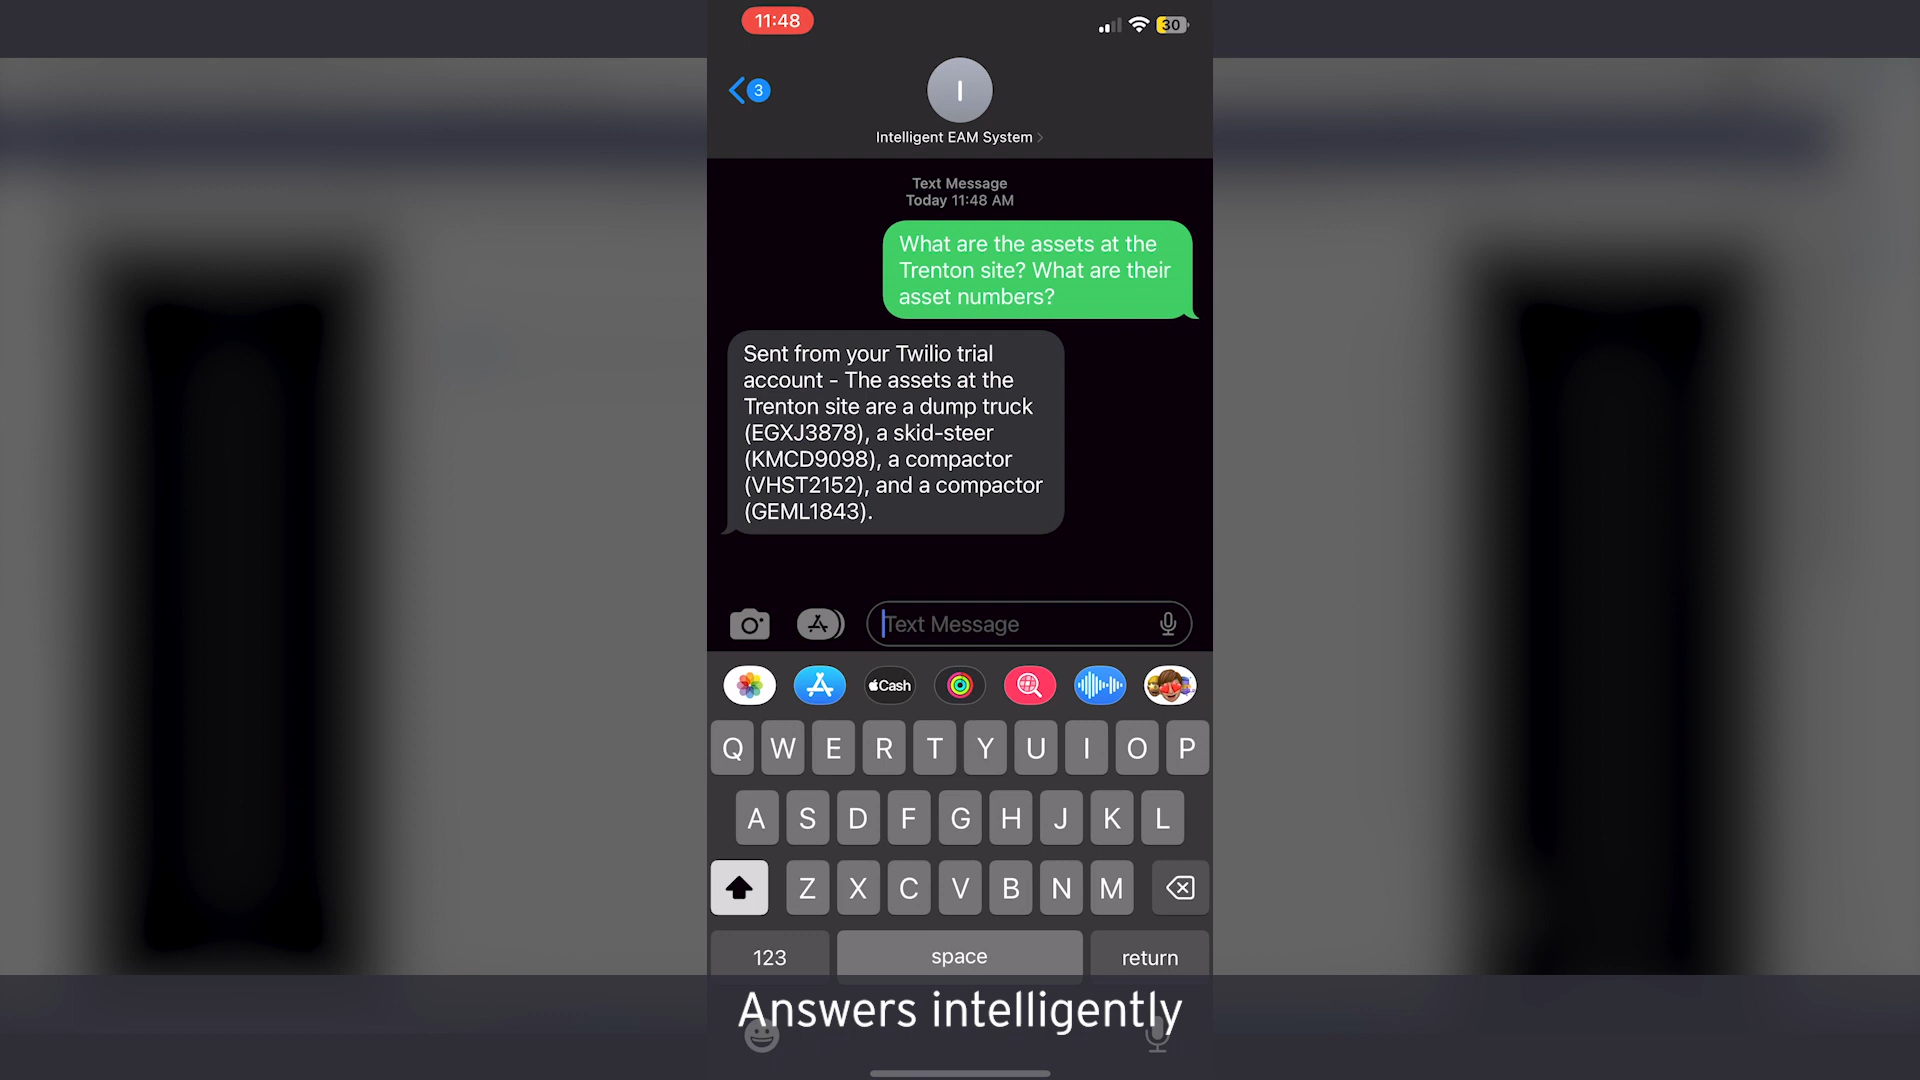 11:48
30
3
I
Intelligent EAM System
Text Message
Today 11:48 AM
What are the assets at the
Trenton site? What are their
asset numbers?
Sent from your Twilio trial
account - The assets at the
Trenton site are a dump truck
(EGXJ3878), a skid-steer
(KMCD9098), a compactor
(VHST2152), and a compactor
(GEML1843).
Text Message
Cash
Q W E R T Y U I O P
A S D F G H J K L
Z X C V B N M
123 space return
Answers intelligently